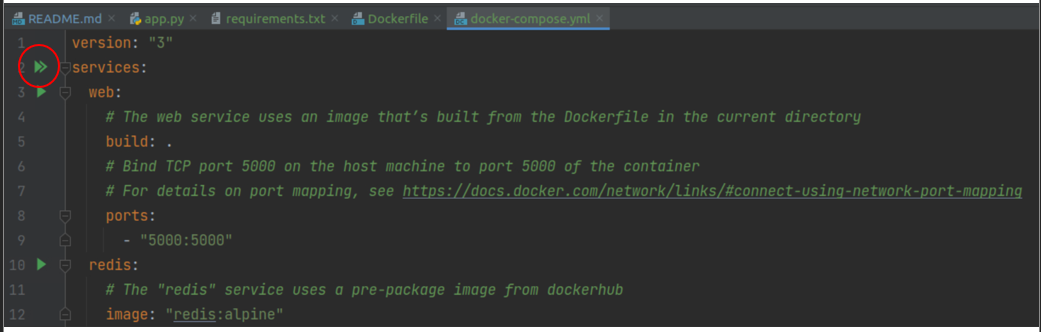 README.md app.py requirements.txt Dockerfile docker-compose.yml
1 version: "3"
2 services:
3 web:
4 # The web service uses an image that's built from the Dockerfile in the current directory
5 build: .
6 # Bind TCP port 5000 on the host machine to port 5000 of the container
7 # For details on port mapping, see https://docs.docker.com/network/links/#connect-using-network-port-mapping
8 ports:
9 - "5000:5000"
10 redis:
11 # The "redis" service uses a pre-package image from dockerhub
12 image: "redis:alpine"